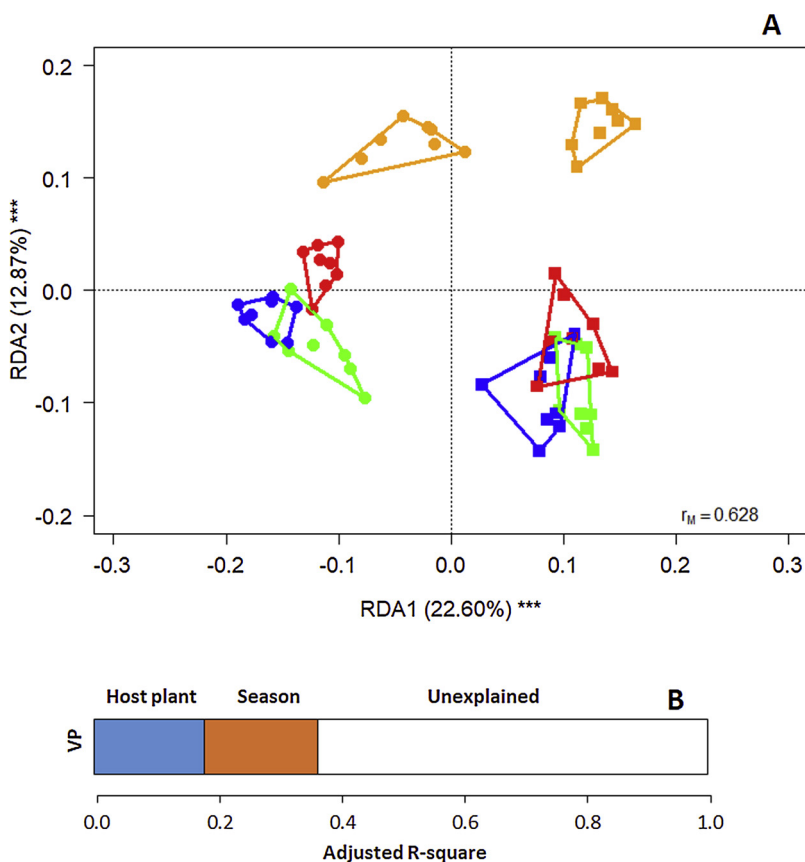 A
0.2
0.1
0.0
-0.1
-0.2
RDA2 (12.87%) ***
rM = 0.628
-0.3 -0.2 -0.1 0.0 0.1 0.2 0.3
RDA1 (22.60%) ***
Host plant Season Unexplained B
VP
0.0 0.2 0.4 0.6 0.8 1.0
Adjusted R-square